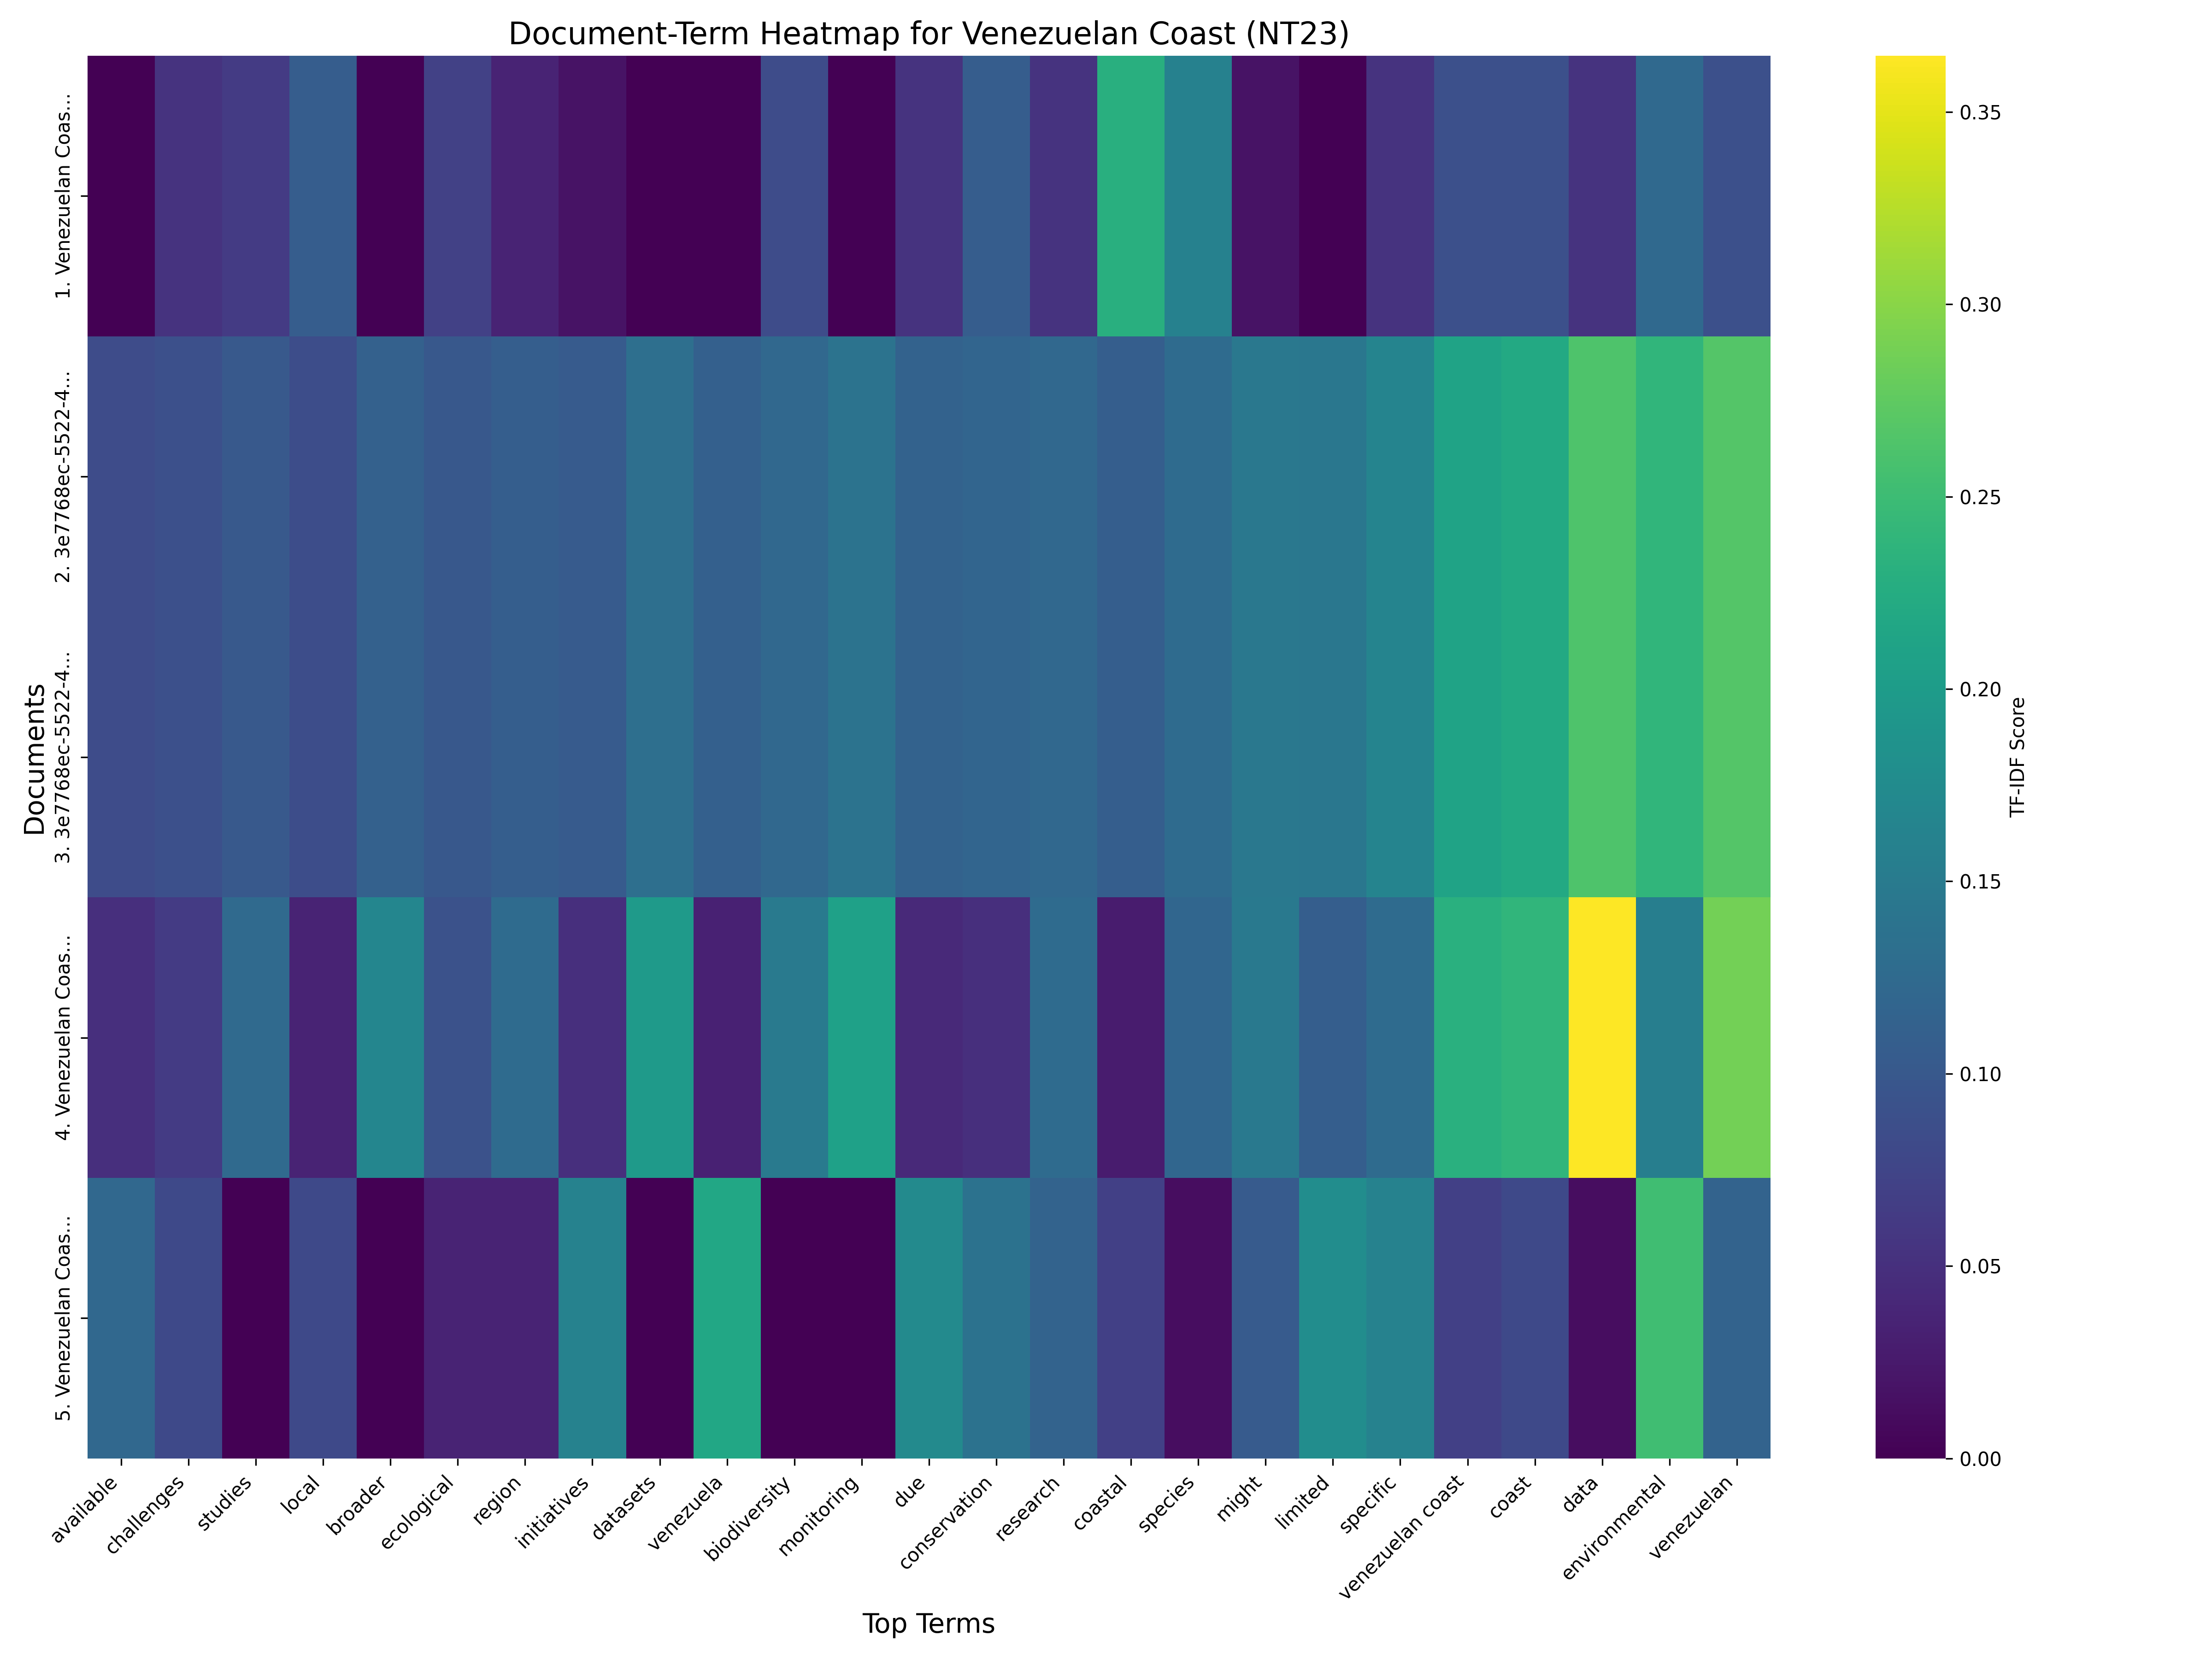 Document-Term Heatmap for Venezuelan Coast (NT23)
Documents
1. Venezuelan Coas...
2. 3e7768ec-5522-4...
3. 3e7768ec-5522-4...
4. Venezuelan Coas...
5. Venezuelan Coas...
available
challenges
studies
local
broader
ecological
region
initiatives
datasets
venezuela
biodiversity
monitoring
due
conservation
research
coastal
species
might
limited
specific
venezuelan coast
coast
data
environmental
venezuelan
Top Terms
0.35
0.30
0.25
0.20
0.15
0.10
0.05
0.00
TF-IDF Score